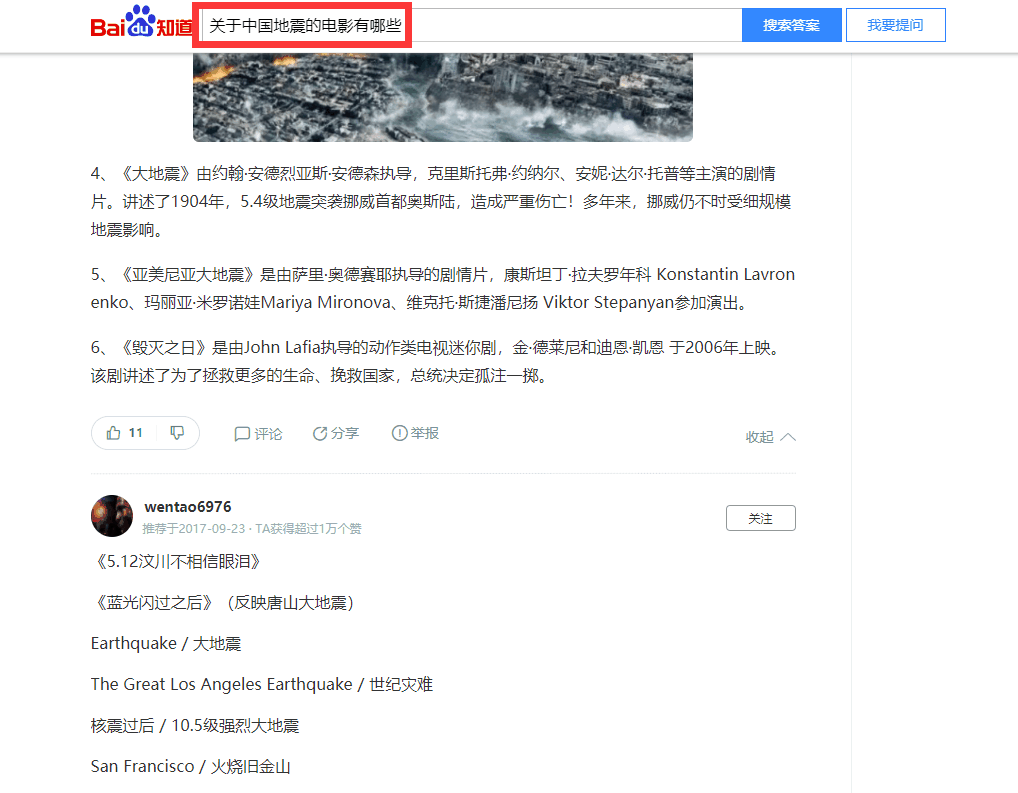 Bai du 知道
关于中国地震的电影有哪些
搜索答案
我要提问
4、《大地震》由约翰·安德烈亚斯·安德森执导，克里斯托弗·约纳尔、安妮·达尔·托普等主演的剧情
片。讲述了1904年，5.4级地震突袭挪威首都奥斯陆，造成严重伤亡！多年来，挪威仍不时受细规模
地震影响。
5、《亚美尼亚大地震》是由萨里·奥德赛耶执导的剧情片，康斯坦丁·拉夫罗年科 Konstantin Lavron
enko、玛丽亚·米罗诺娃Mariya Mironova、维克托·斯捷潘尼扬 Viktor Stepanyan参加演出。
6、《毁灭之日》是由John Lafia执导的动作类电视迷你剧，金·德莱尼和迪恩·凯恩 于2006年上映。
该剧讲述了为了拯救更多的生命、挽救国家，总统决定孤注一掷。
11
评论
分享
举报
收起
wentao6976
推荐于2017-09-23 · TA获得超过1万个赞
关注
《5.12汶川不相信眼泪》
《蓝光闪过之后》（反映唐山大地震）
Earthquake / 大地震
The Great Los Angeles Earthquake / 世纪灾难
核震过后 / 10.5级强烈大地震
San Francisco / 火烧旧金山